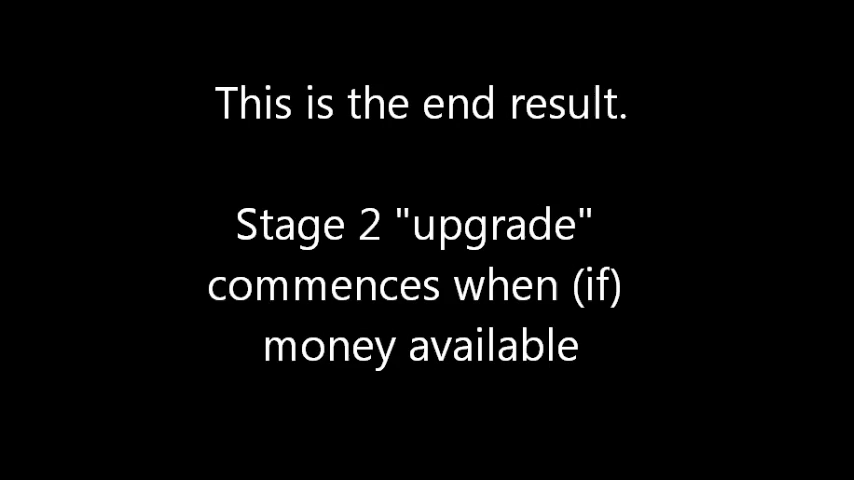 This is the end result.
Stage 2 "upgrade"
commences when (if)
money available